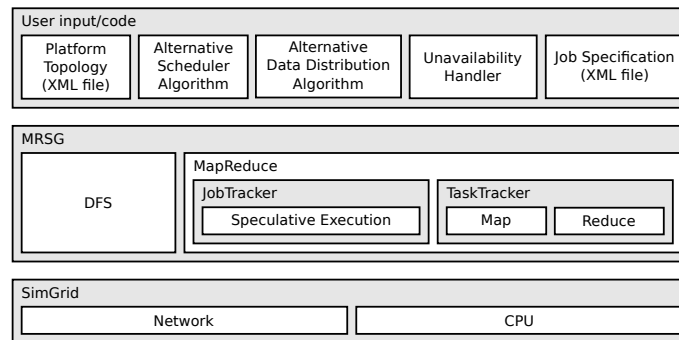 User input/code
Platform
Topology
(XML file)
Alternative
Scheduler
Algorithm
Alternative
Data Distribution
Algorithm
Unavailability
Handler
Job Specification
(XML file)
MRSG
DFS
MapReduce
JobTracker
Speculative Execution
TaskTracker
Map
Reduce
SimGrid
Network
CPU